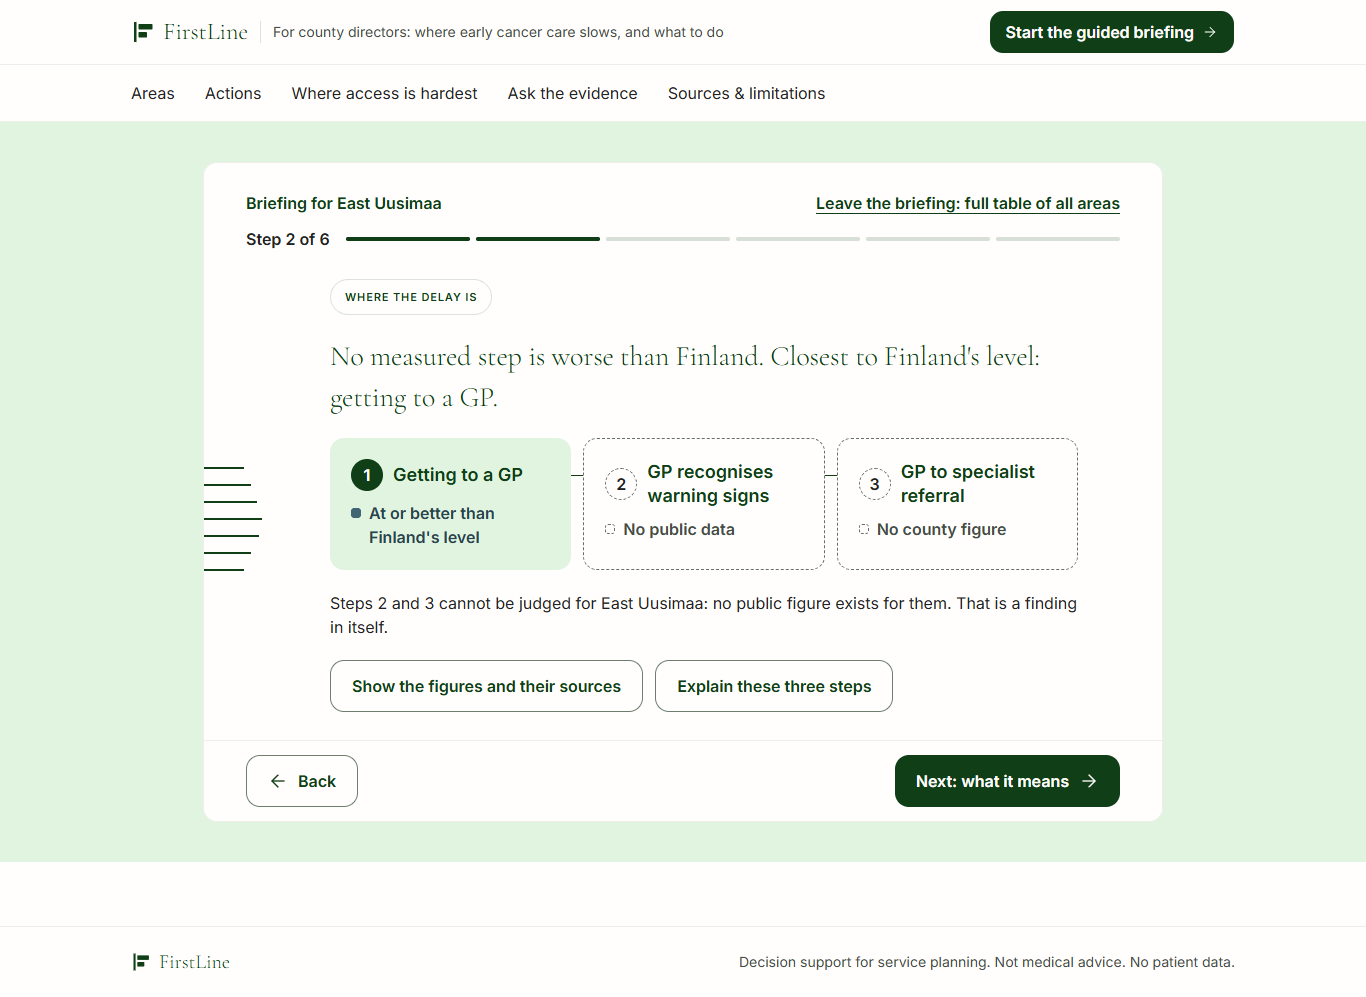 FirstLine
For county directors: where early cancer care slows, and what to do
Start the guided briefing
Areas
Actions
Where access is hardest
Ask the evidence
Sources & limitations
Briefing for East Uusimaa
Leave the briefing: full table of all areas
Step 2 of 6
WHERE THE DELAY IS
No measured step is worse than Finland. Closest to Finland's level:
getting to a GP.
1
Getting to a GP
At or better than
Finland's level
2
GP recognises
warning signs
No public data
3
GP to specialist
referral
No county figure
Steps 2 and 3 cannot be judged for East Uusimaa: no public figure exists for them. That is a finding
in itself.
Show the figures and their sources
Explain these three steps
Back
Next: what it means
FirstLine
Decision support for service planning. Not medical advice. No patient data.